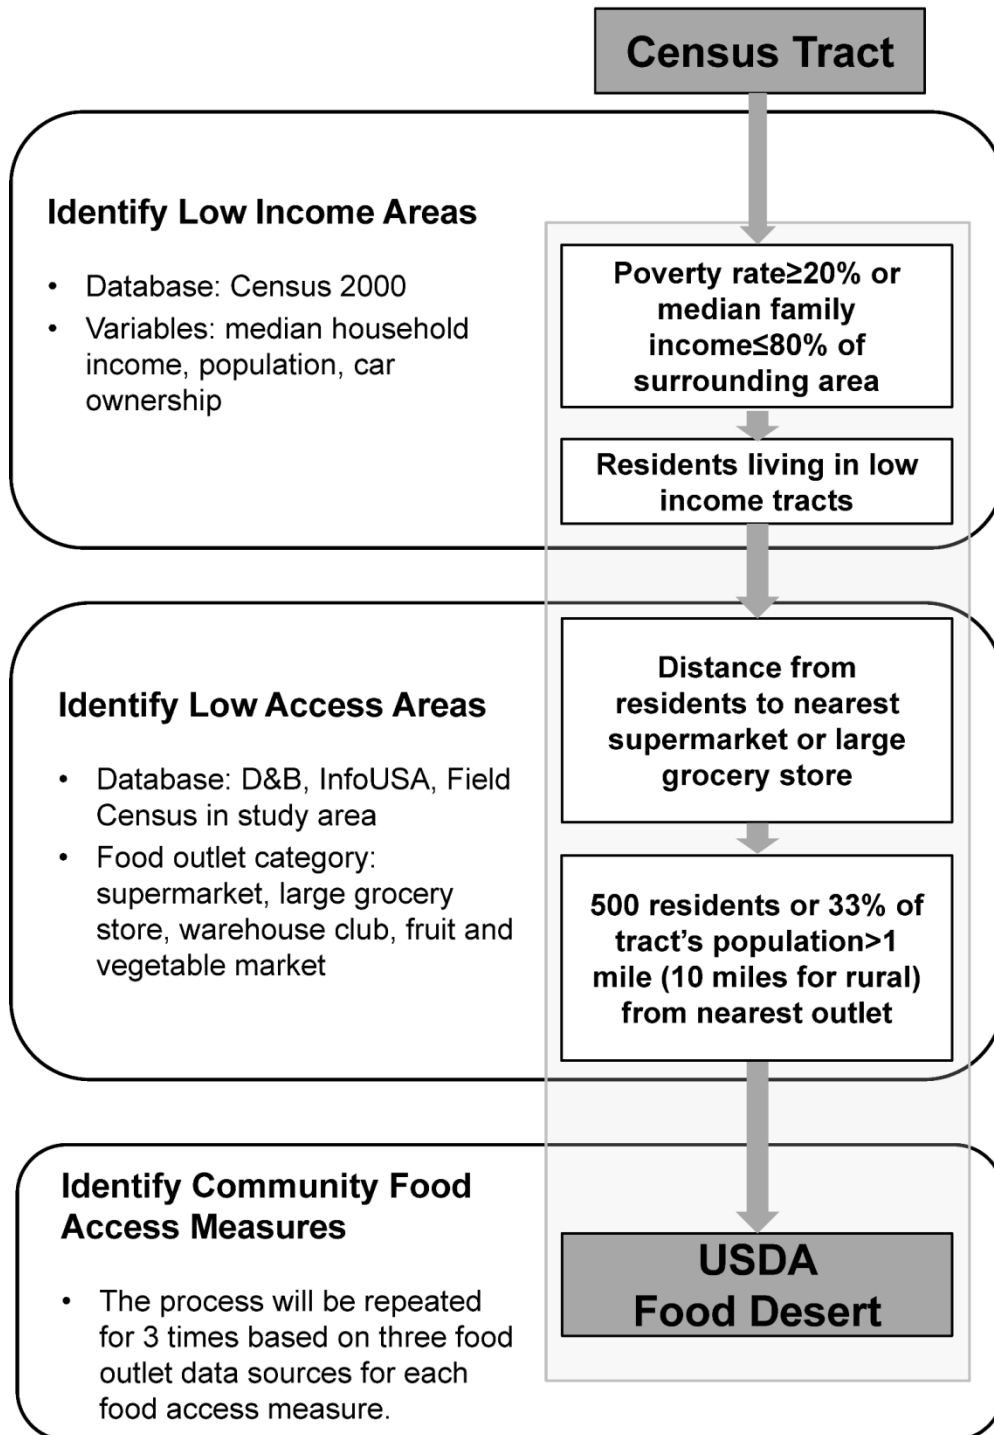 Census Tract
Identify Low Income Areas
• Database: Census 2000
• Variables: median household
income, population, car
ownership
Poverty rate≥20% or
median family
income≤80% of
surrounding area
Residents living in low
income tracts
Identify Low Access Areas
• Database: D&B, InfoUSA, Field
Census in study area
• Food outlet category:
supermarket, large grocery
store, warehouse club, fruit and
vegetable market
Distance from
residents to nearest
supermarket or large
grocery store
500 residents or 33% of
tract's population>1
mile (10 miles for rural)
from nearest outlet
Identify Community Food
Access Measures
• The process will be repeated
for 3 times based on three food
outlet data sources for each
food access measure.
USDA
Food Desert